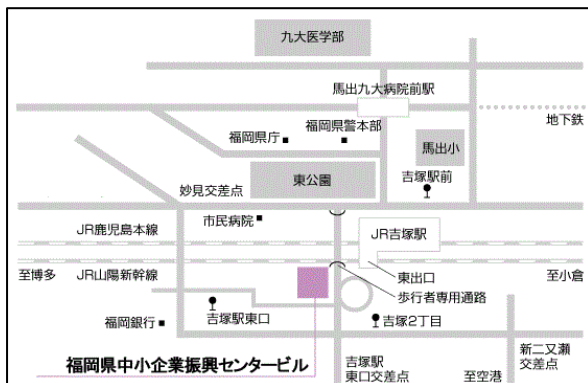 九大医学部
馬出九大病院前駅
地下鉄
福岡県庁
福岡県警本部
馬出小
東公園
吉塚駅前
妙見交差点
市民病院
JR鹿児島本線
JR吉塚駅
至博多
JR山陽新幹線
東出口
至小倉
歩行者専用通路
吉塚駅東口
福岡銀行
吉塚2丁目
福岡県中小企業振興センタービル
吉塚駅
東口交差点
至空港
新二又瀬
交差点